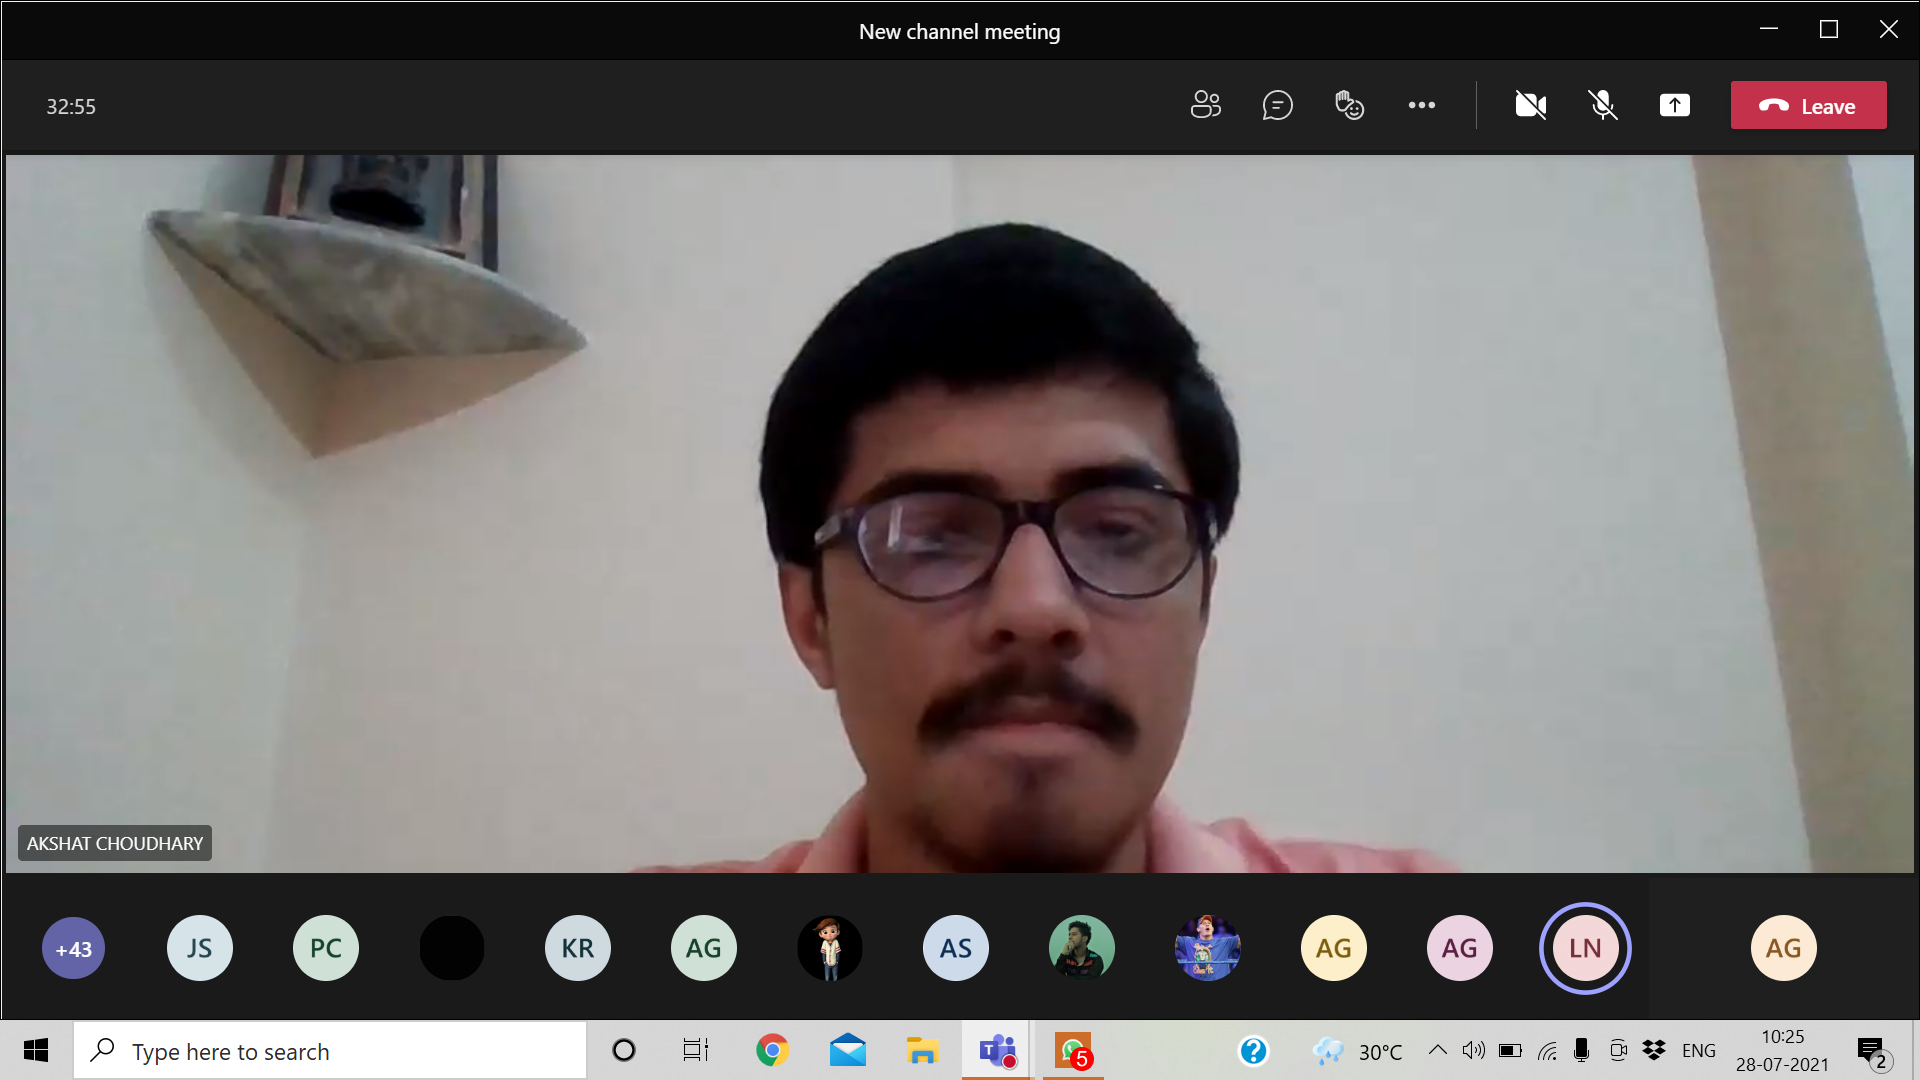 New channel meeting
32:55
Leave
AKSHAT CHOUDHARY
+43
JS
PC
KR
AG
AS
AG
AG
LN
AG
Type here to search
5
30°C
ENG
10:25
28-07-2021
2